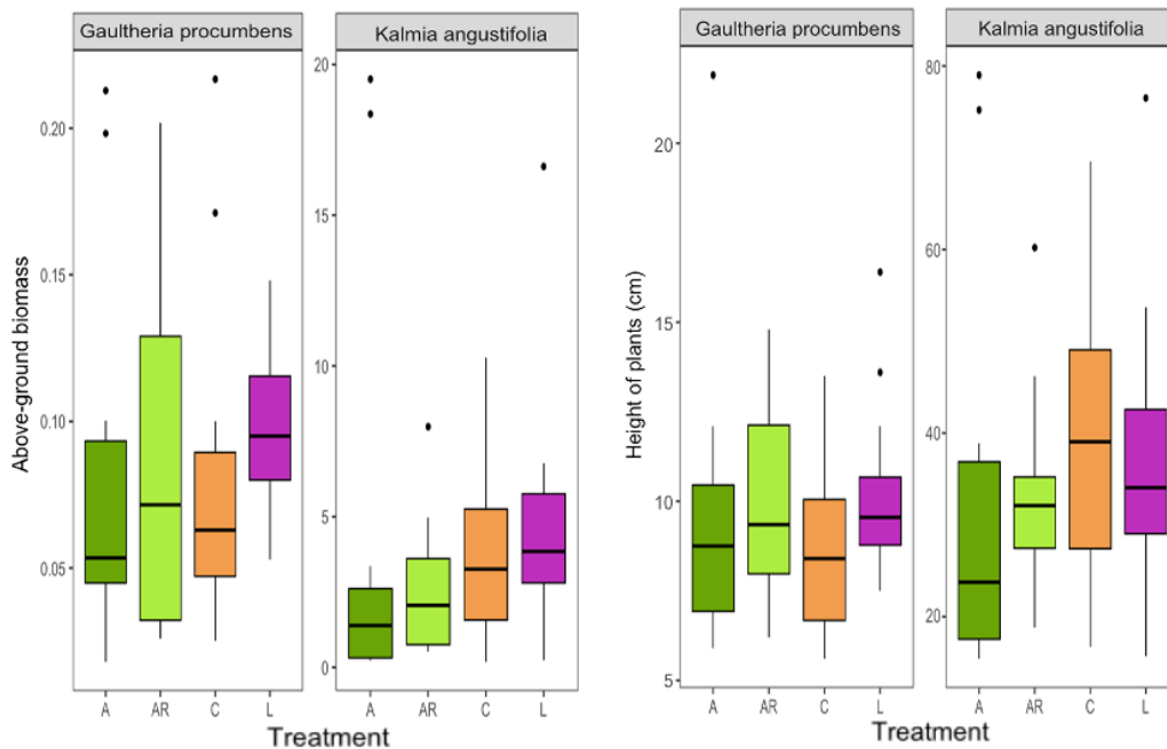 Gaultheria procumbens
Kalmia angustifolia
Above-ground biomass
0.20
0.15
0.10
0.05
20
15
10
5
0
A AR C L
A AR C L
Treatment
Gaultheria procumbens
Kalmia angustifolia
Height of plants (cm)
20
15
10
5
80
60
40
20
A AR C L
A AR C L
Treatment